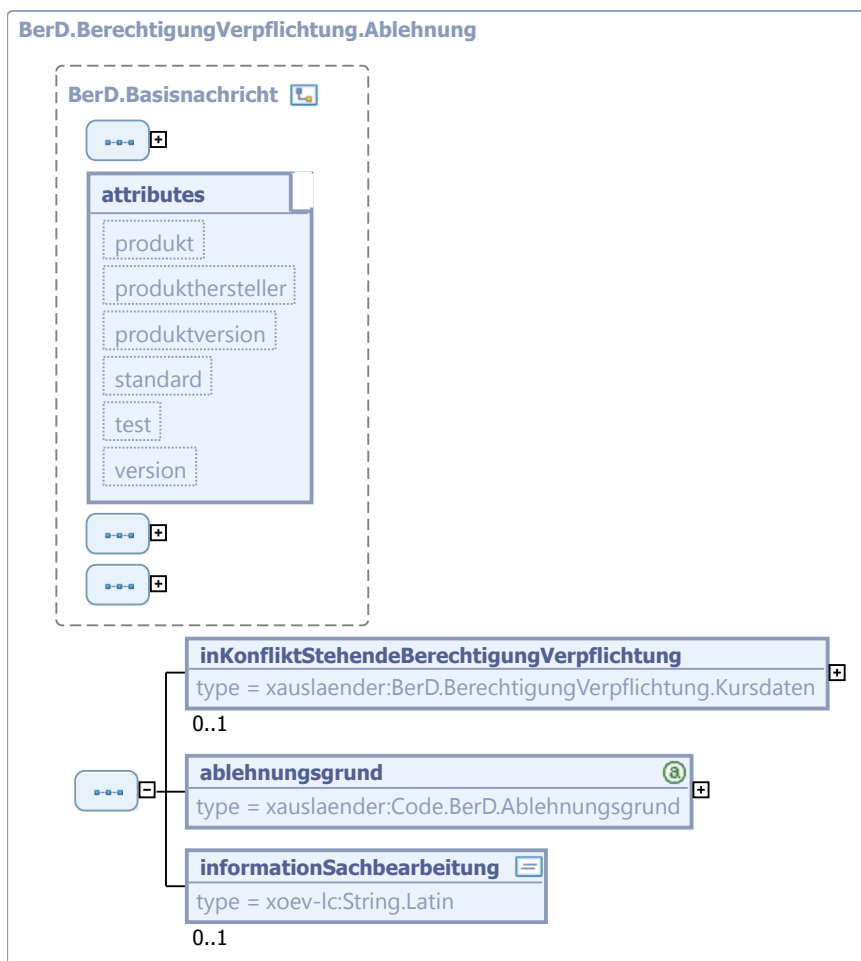 BerD.BerechtigungVerpflichtung.Ablehnung
BerD.Basisnachricht
attributes
produkt
produkthersteller
produktversion
standard
test
version
inKonfliktStehendeBerechtigungVerpflichtung
type = xauslaender:BerD.BerechtigungVerpflichtung.Kursdaten
0..1
ablehnungsgrund
type = xauslaender:Code.BerD.Ablehnungsgrund
informationSachbearbeitung
type = xoev-lc:String.Latin
0..1